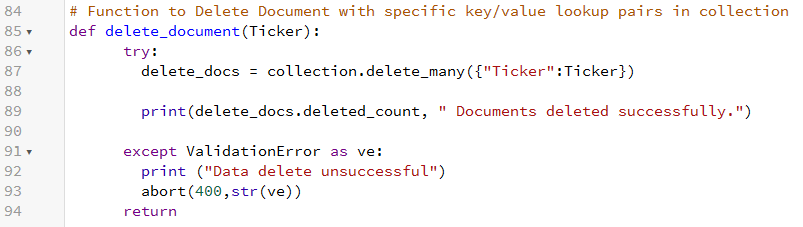 84 # Function to Delete Document with specific key/value lookup pairs in collection
85 def delete_document(Ticker):
86 try:
87 delete_docs = collection.delete_many({"Ticker":Ticker})
88
89 print(delete_docs.deleted_count, " Documents deleted successfully.")
90
91 except ValidationError as ve:
92 print ("Data delete unsuccessful")
93 abort(400,str(ve))
94 return